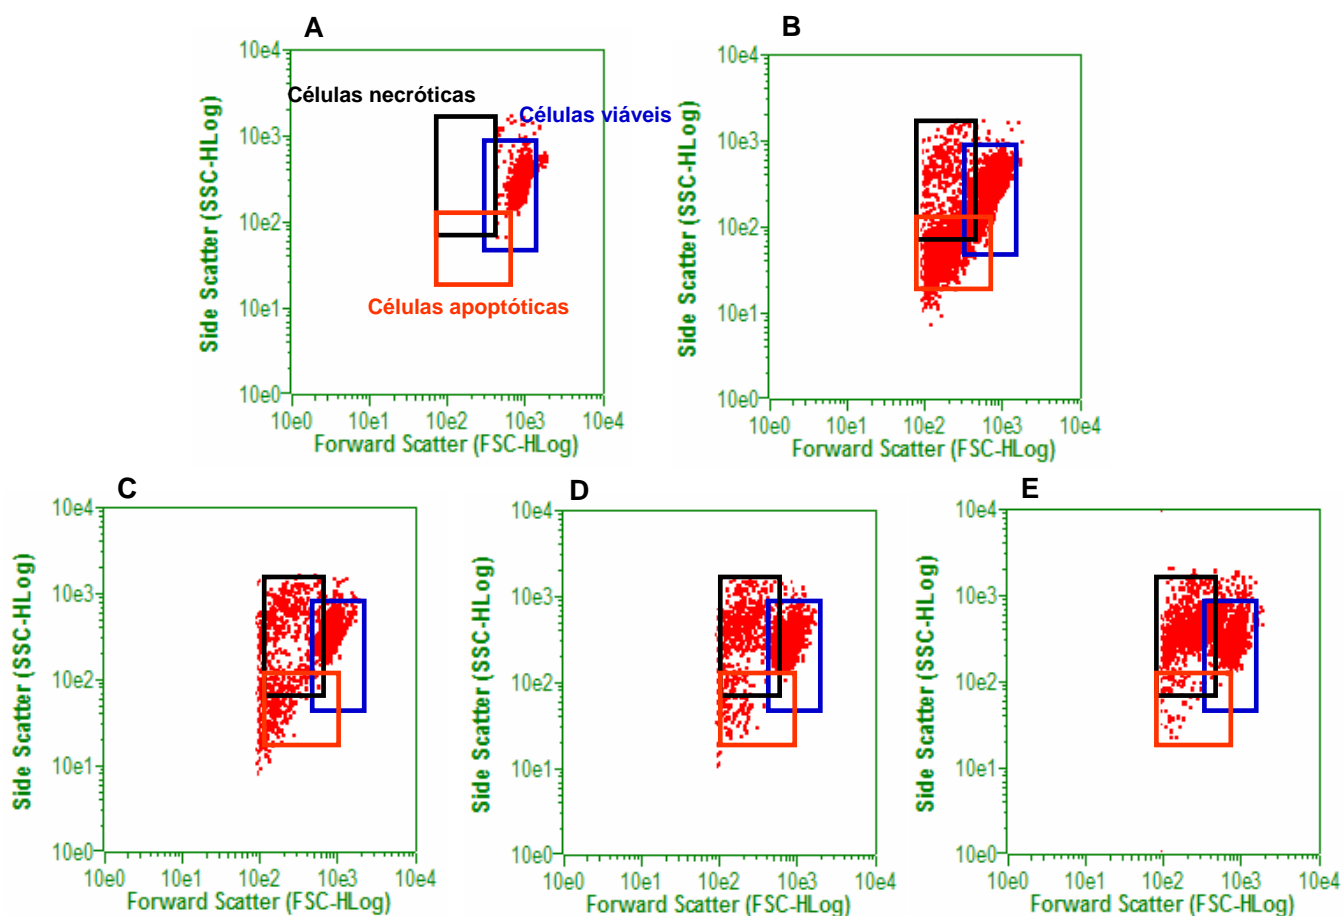 A
10e4
10e3
10e2
10e1
10e0
Side Scatter (SSC-HLog)
Células necróticas
Células viáveis
Células apoptóticas
10e0 10e1 10e2 10e3 10e4
Forward Scatter (FSC-HLog)
B
10e4
10e3
10e2
10e1
10e0
Side Scatter (SSC-HLog)
10e0 10e1 10e2 10e3 10e4
Forward Scatter (FSC-HLog)
C
10e4
10e3
10e2
10e1
10e0
Side Scatter (SSC-HLog)
10e0 10e1 10e2 10e3 10e4
Forward Scatter (FSC-HLog)
D
10e4
10e3
10e2
10e1
10e0
Side Scatter (SSC-HLog)
10e0 10e1 10e2 10e3 10e4
Forward Scatter (FSC-HLog)
E
10e4
10e3
10e2
10e1
10e0
Side Scatter (SSC-HLog)
10e0 10e1 10e2 10e3 10e4
Forward Scatter (FSC-HLog)